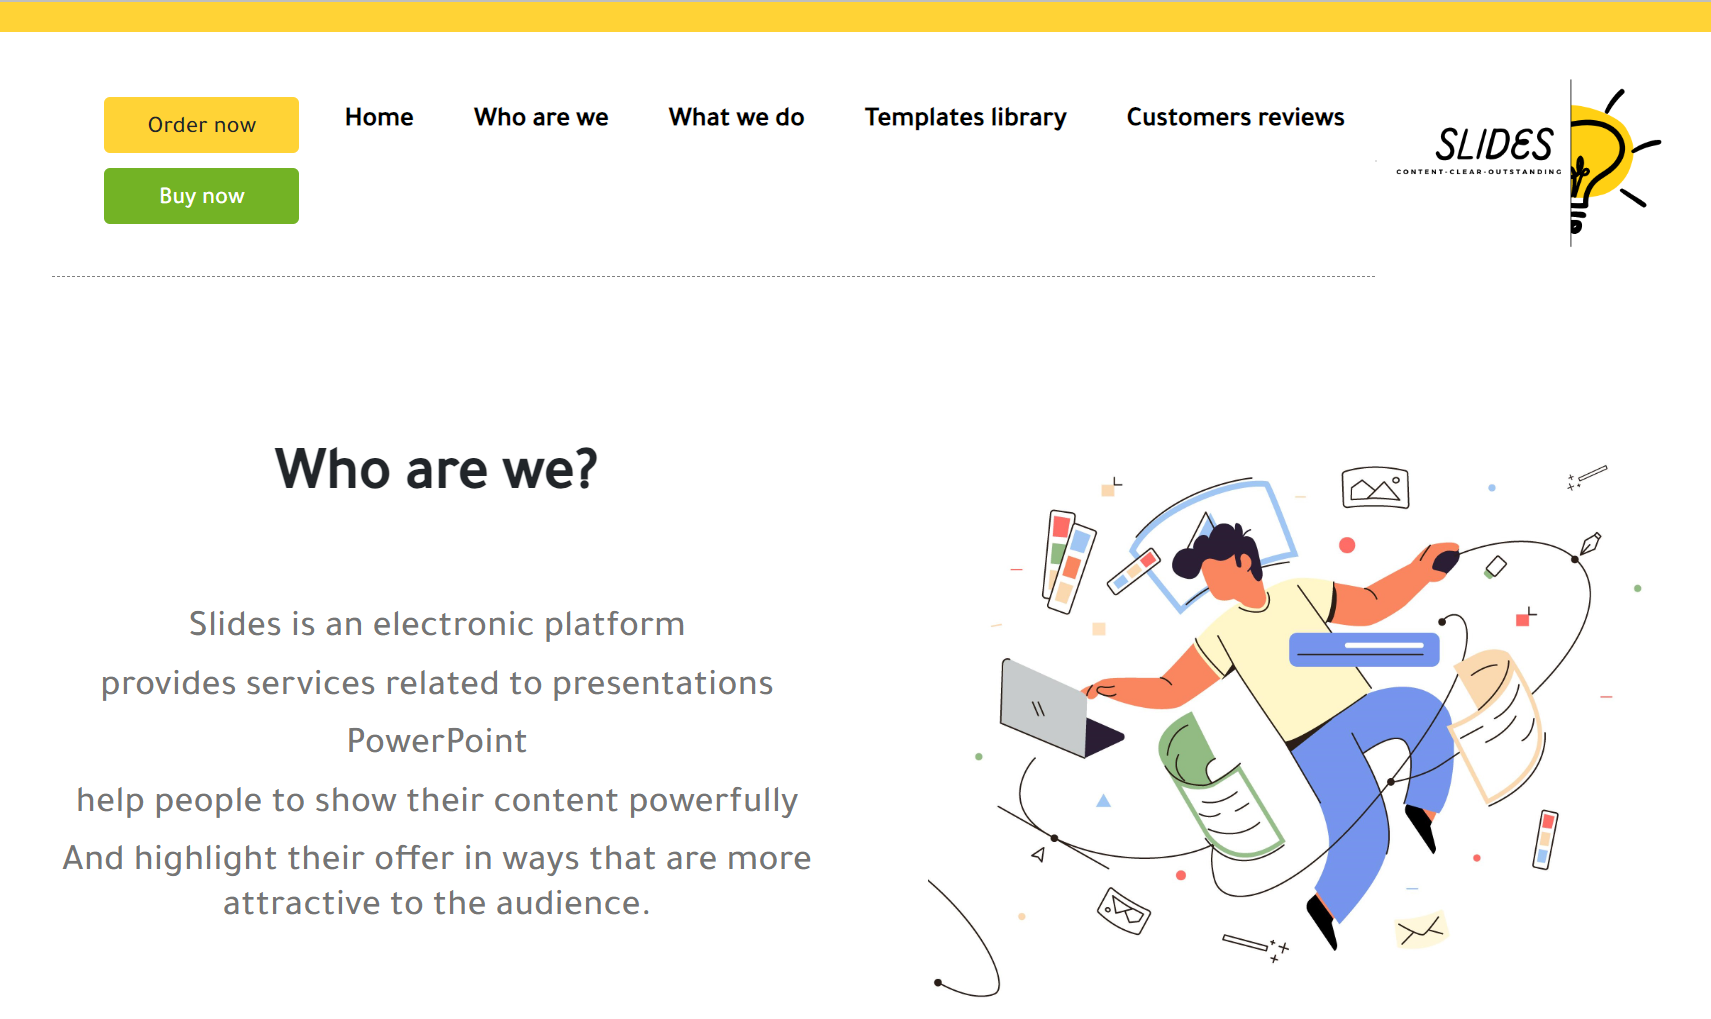 Order now
Buy now
Home
Who are we
What we do
Templates library
Customers reviews
SLIDES
CONTENT-CLEAR-OUTSTANDING
Who are we?
Slides is an electronic platform
provides services related to presentations
PowerPoint
help people to show their content powerfully
And highlight their offer in ways that are more
attractive to the audience.